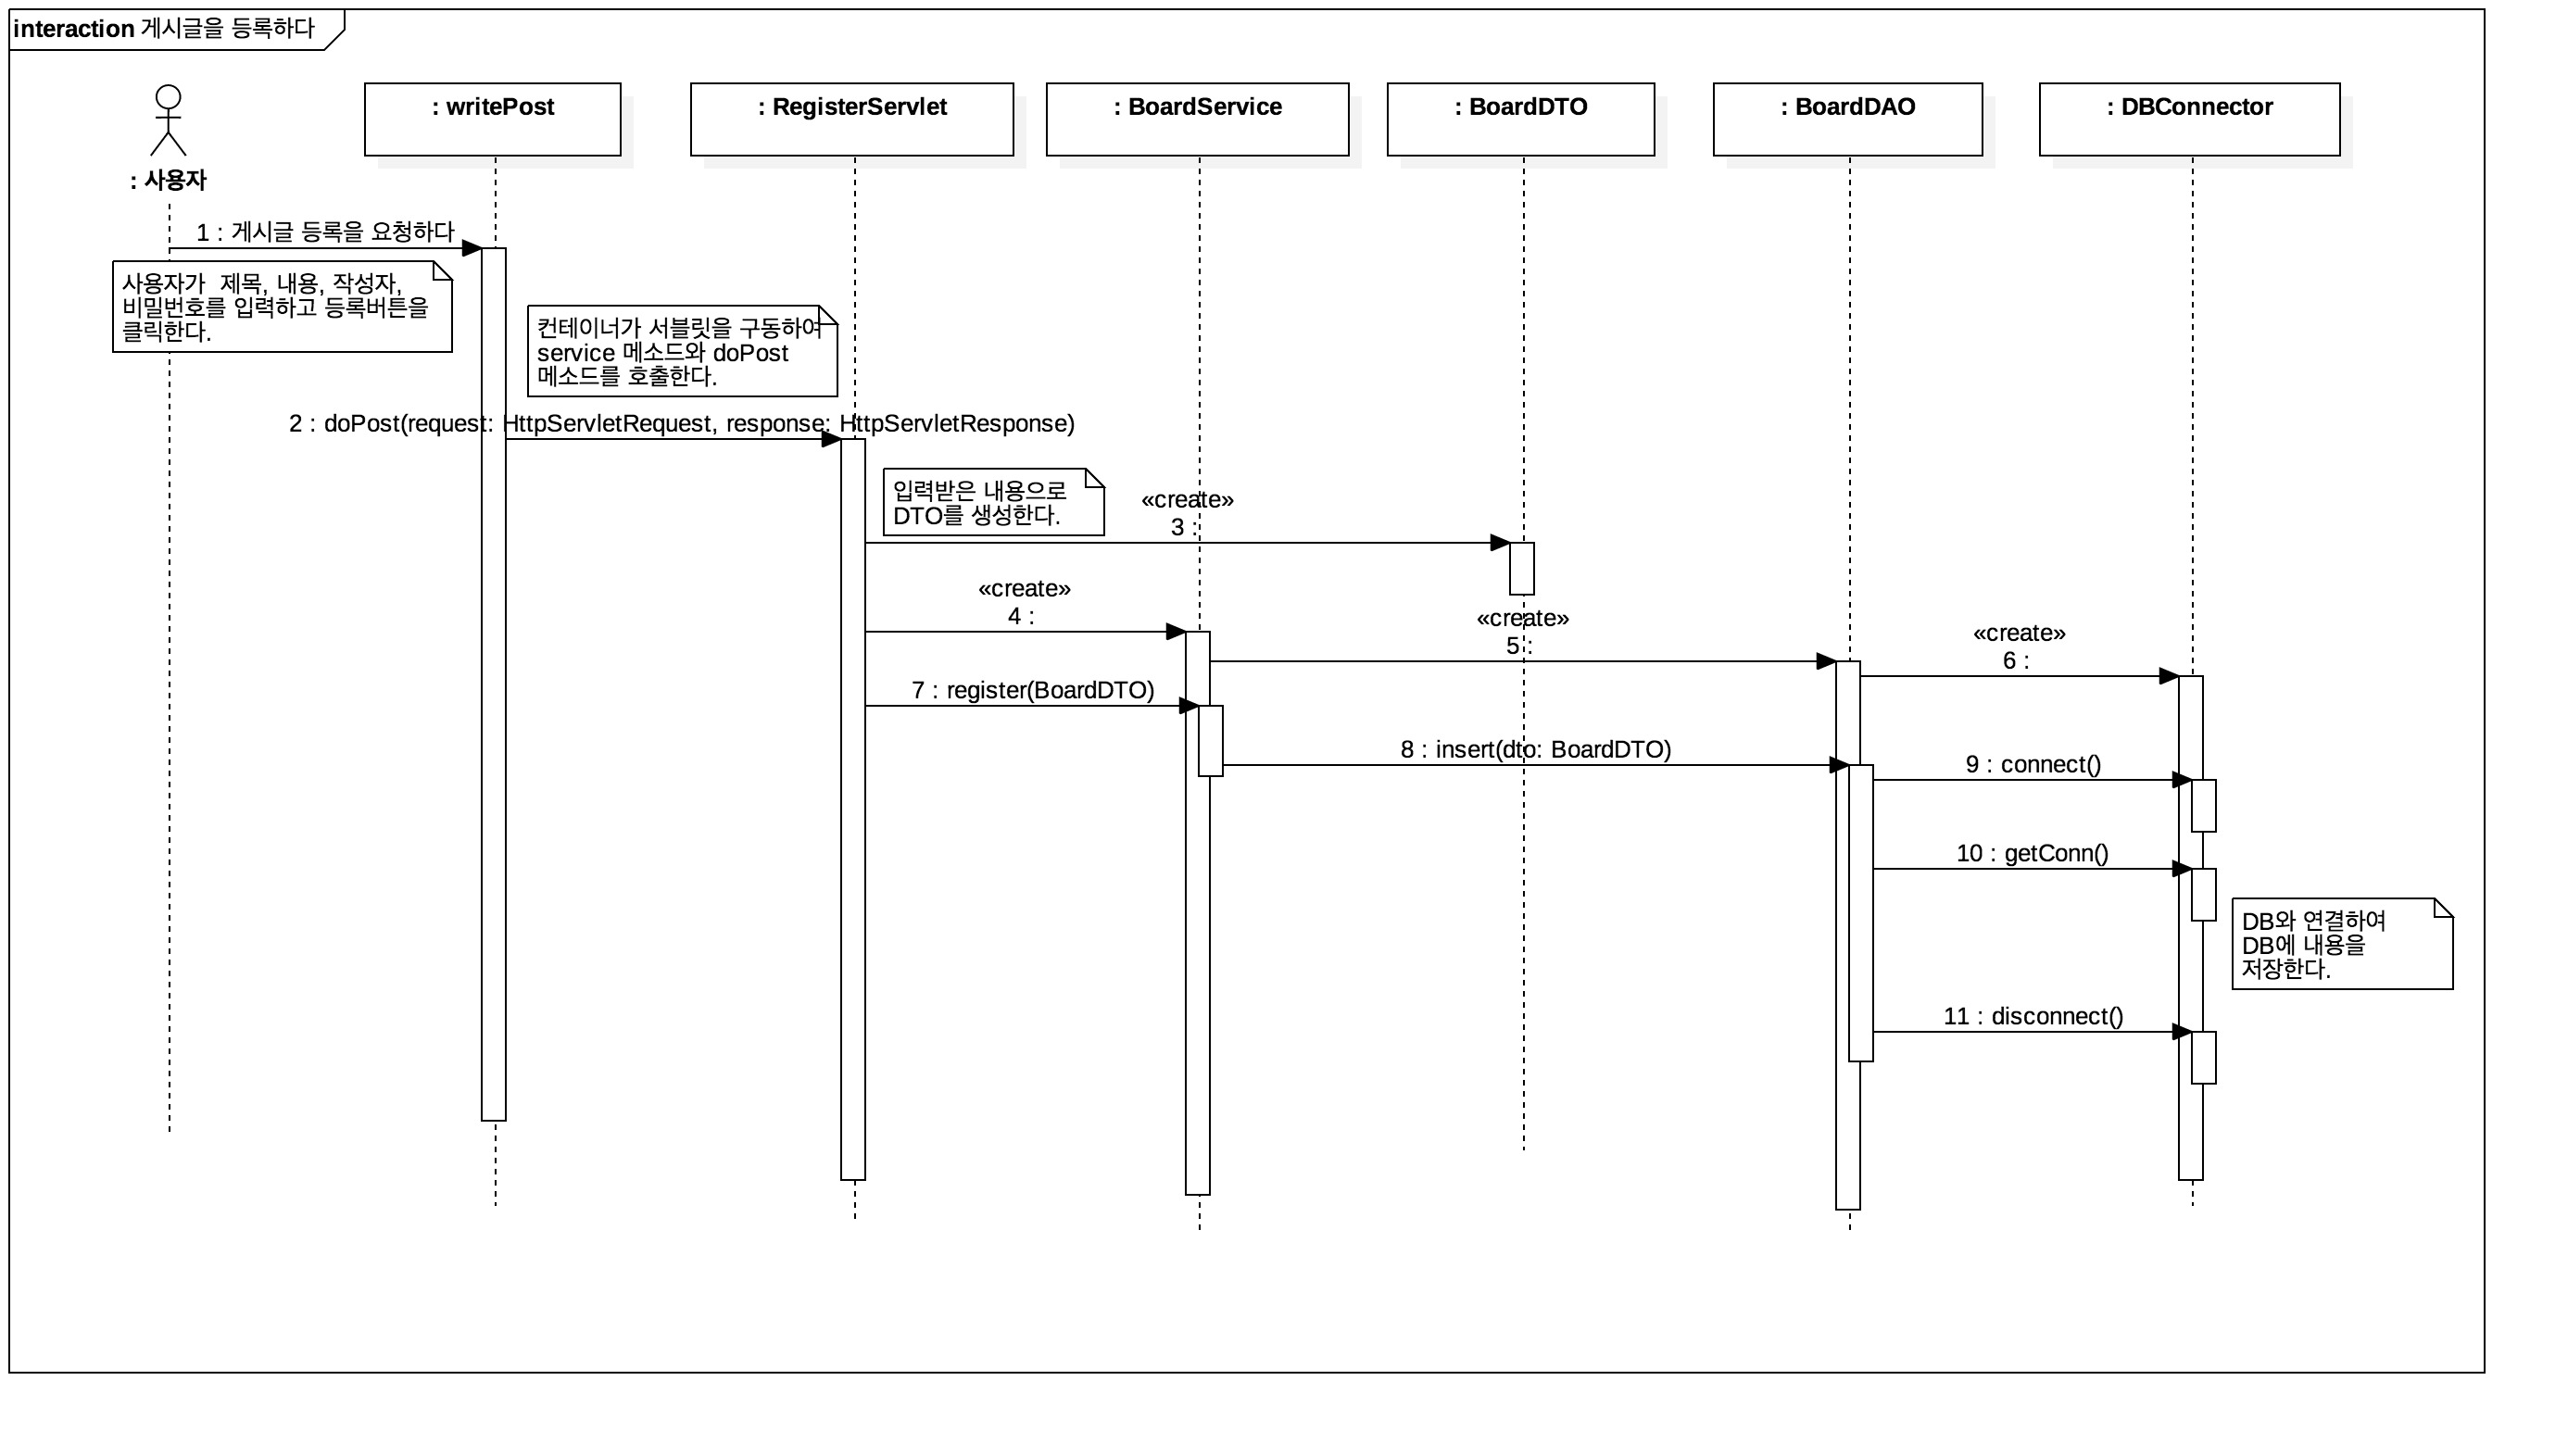 interaction 게시글을 등록하다
: 사용자
: writePost
: RegisterServlet
: BoardService
: BoardDTO
: BoardDAO
: DBConnector
1 : 게시글 등록을 요청하다
사용자가  제목, 내용, 작성자,
비밀번호를 입력하고 등록버튼을
클릭한다.
컨테이너가 서블릿을 구동하여
service 메소드와 doPost
메소드를 호출한다.
2 : doPost(request: HttpServletRequest, response: HttpServletResponse)
입력받은 내용으로
DTO를 생성한다.
«create»
3 :
«create»
4 :
«create»
5 :
«create»
6 :
7 : register(BoardDTO)
8 : insert(dto: BoardDTO)
9 : connect()
10 : getConn()
DB와 연결하여
DB에 내용을
저장한다.
11 : disconnect()